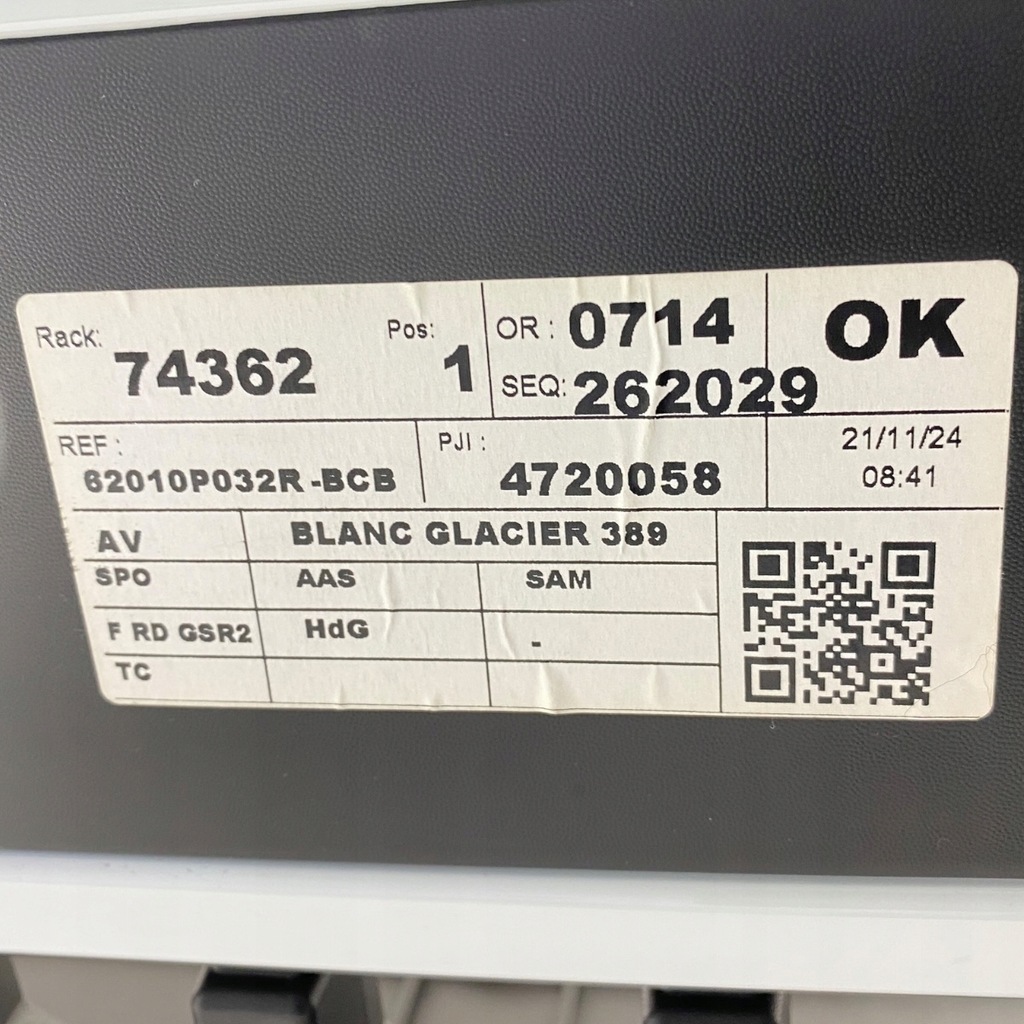 Rack: 74362 Pos: 1
OR : 0714
SEQ: 262029
OK
REF : 62010P032R-BCB
PJI : 4720058
21/11/24
08:41
AV BLANC GLACIER 389
SPO AAS SAM
F RD GSR2 HdG -
TC